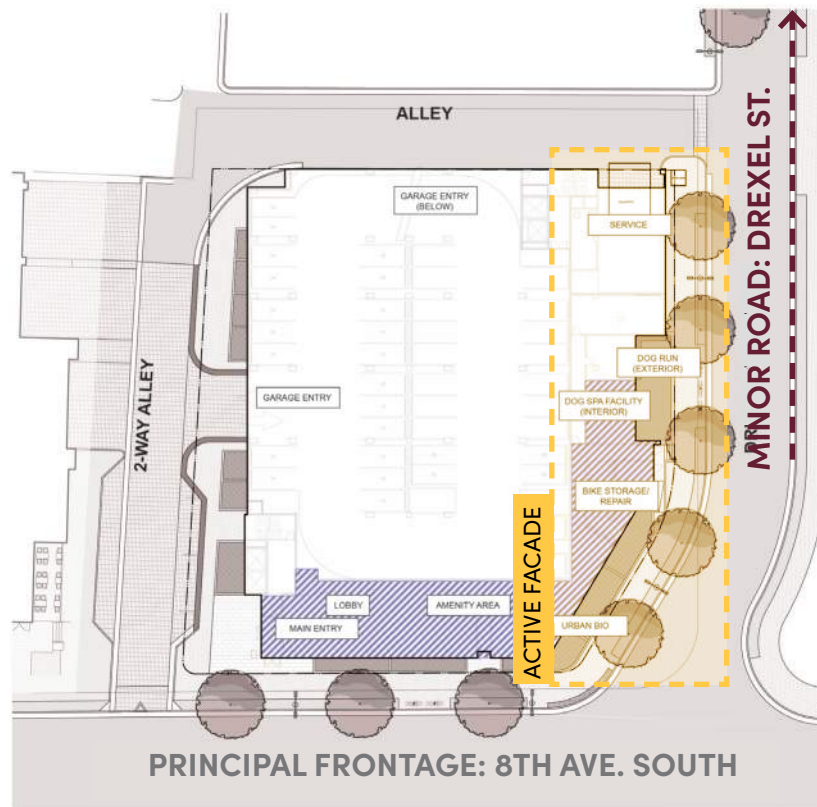 ALLEY
MINOR ROAD: DREXEL ST.
GARAGE ENTRY
(BELOW)
SERVICE
DOG RUN
(EXTERIOR)
2-WAY ALLEY
GARAGE ENTRY
DOG SPA FACILITY
(INTERIOR)
BIKE STORAGE/
REPAIR
ACTIVE FACADE
LOBBY
AMENITY AREA
MAIN ENTRY
URBAN BIO
PRINCIPAL FRONTAGE: 8TH AVE. SOUTH